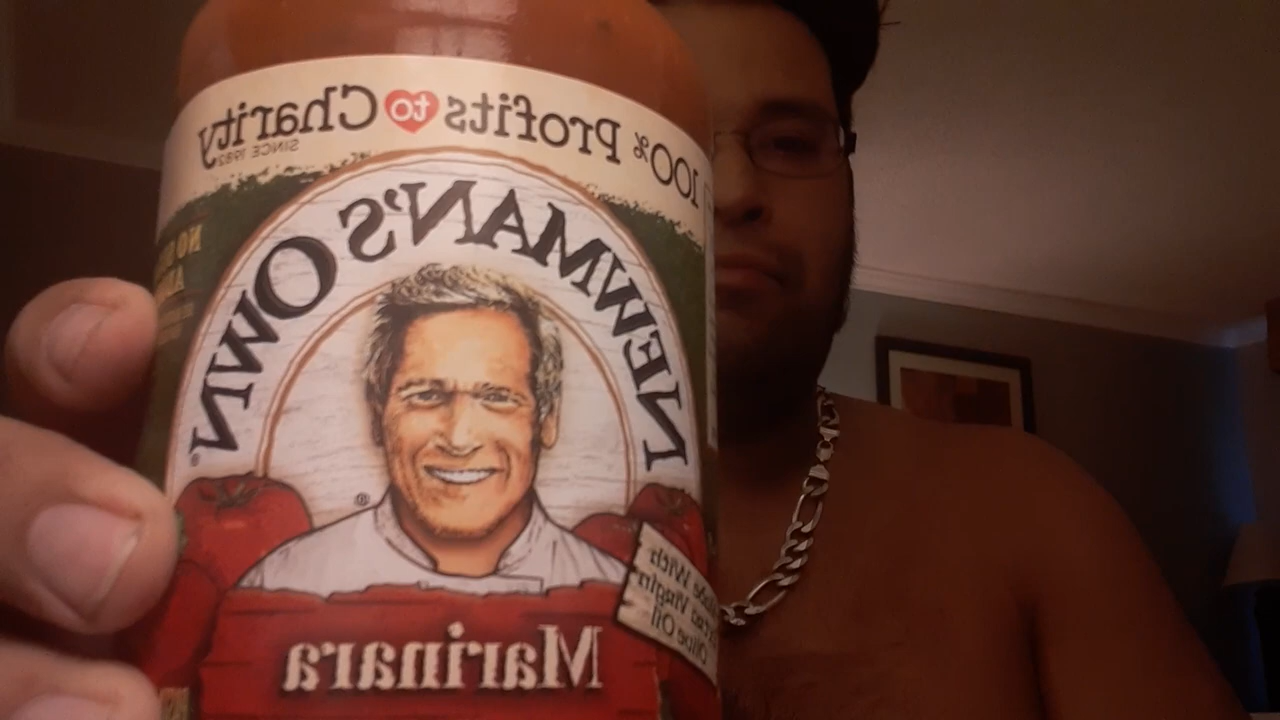 100% Profits to Charity
SINCE 1982
NEWMAN'S OWN®
®
Made With
Extra Virgin
Olive Oil
Marinara